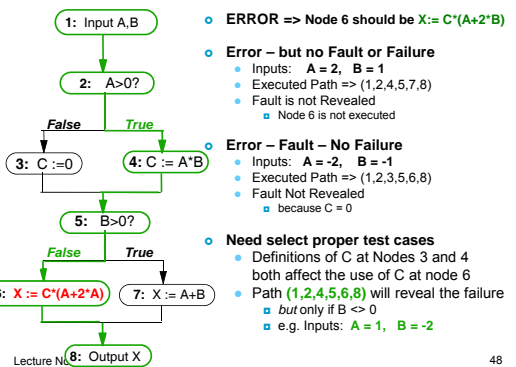 1: Input A,B
2: A>0?
False
True
3: C :=0
4: C := A*B
5: B>0?
False
True
: X := C*(A+2*A)
7: X := A+B
8: Output X
ERROR => Node 6 should be X:= C*(A+2*B)
Error – but no Fault or Failure
Inputs: A = 2, B = 1
Executed Path => (1,2,4,5,7,8)
Fault is not Revealed
Node 6 is not executed
Error – Fault – No Failure
Inputs: A = -2, B = -1
Executed Path => (1,2,3,5,6,8)
Fault Not Revealed
because C = 0
Need select proper test cases
Definitions of C at Nodes 3 and 4
both affect the use of C at node 6
Path (1,2,4,5,6,8) will reveal the failure
but only if B <> 0
e.g. Inputs: A = 1, B = -2
Lecture
48